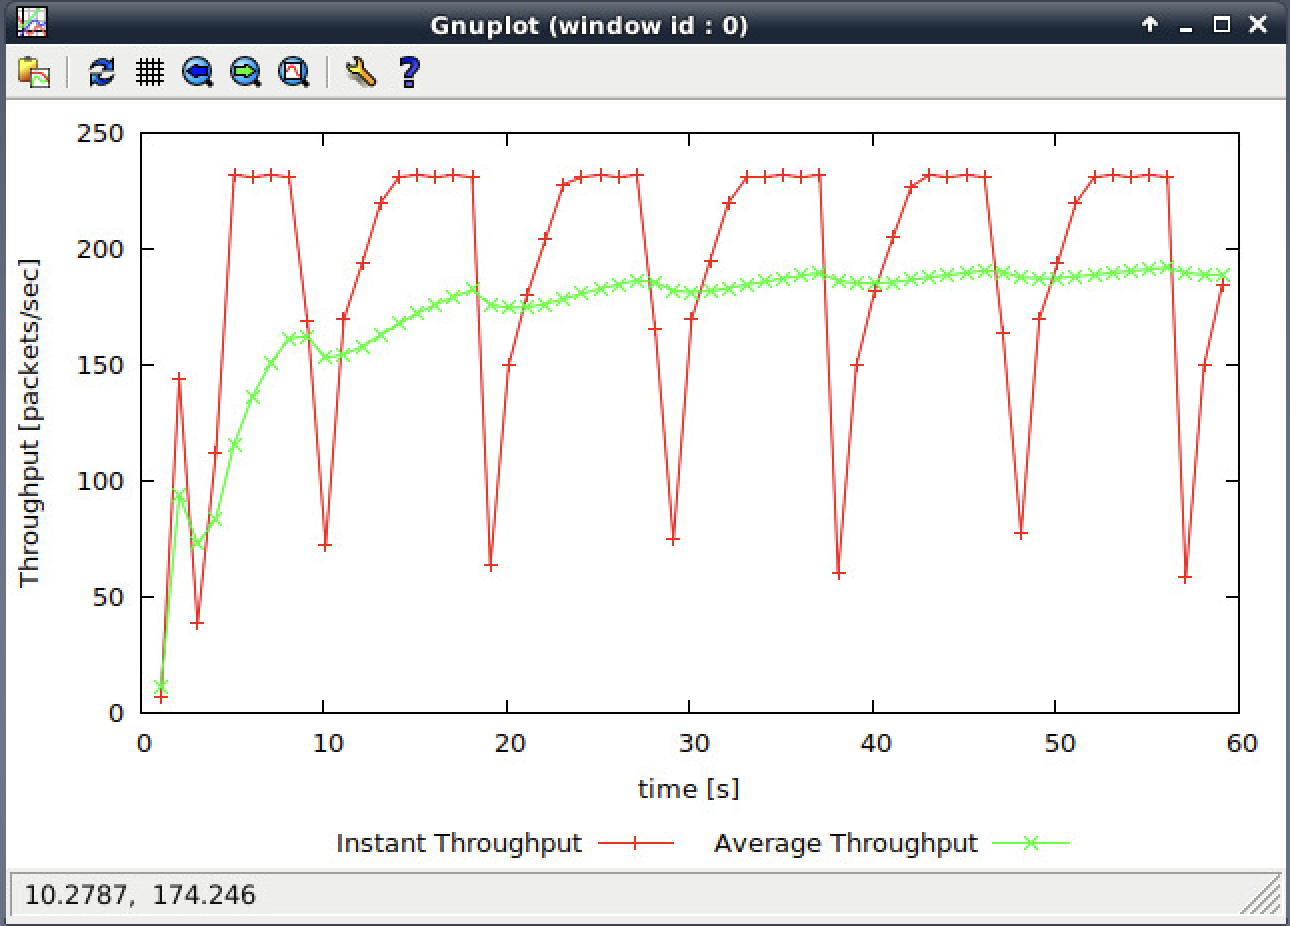 Gnuplot (window id : 0)
250
200
150
100
50
0
Throughput [packets/sec]
0 10 20 30 40 50 60
time [s]
Instant Throughput Average Throughput
10.2787, 174.246